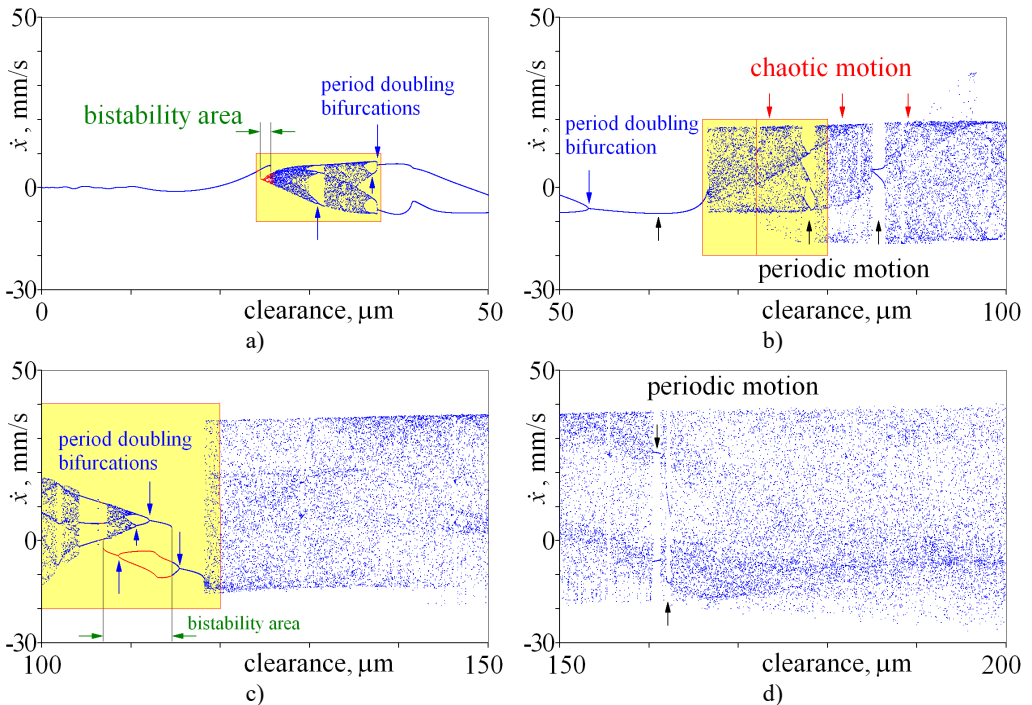 50
ẋ , mm/s
0
-30
bistability area
period doubling
bifurcations
0
clearance, μm
50
a)
50
ẋ , mm/s
0
-30
chaotic motion
period doubling
bifurcation
periodic motion
50
clearance, μm
100
b)
50
ẋ , mm/s
0
-30
period doubling
bifurcations
bistability area
100
clearance, μm
150
c)
50
ẋ , mm/s
0
-30
periodic motion
150
clearance, μm
200
d)